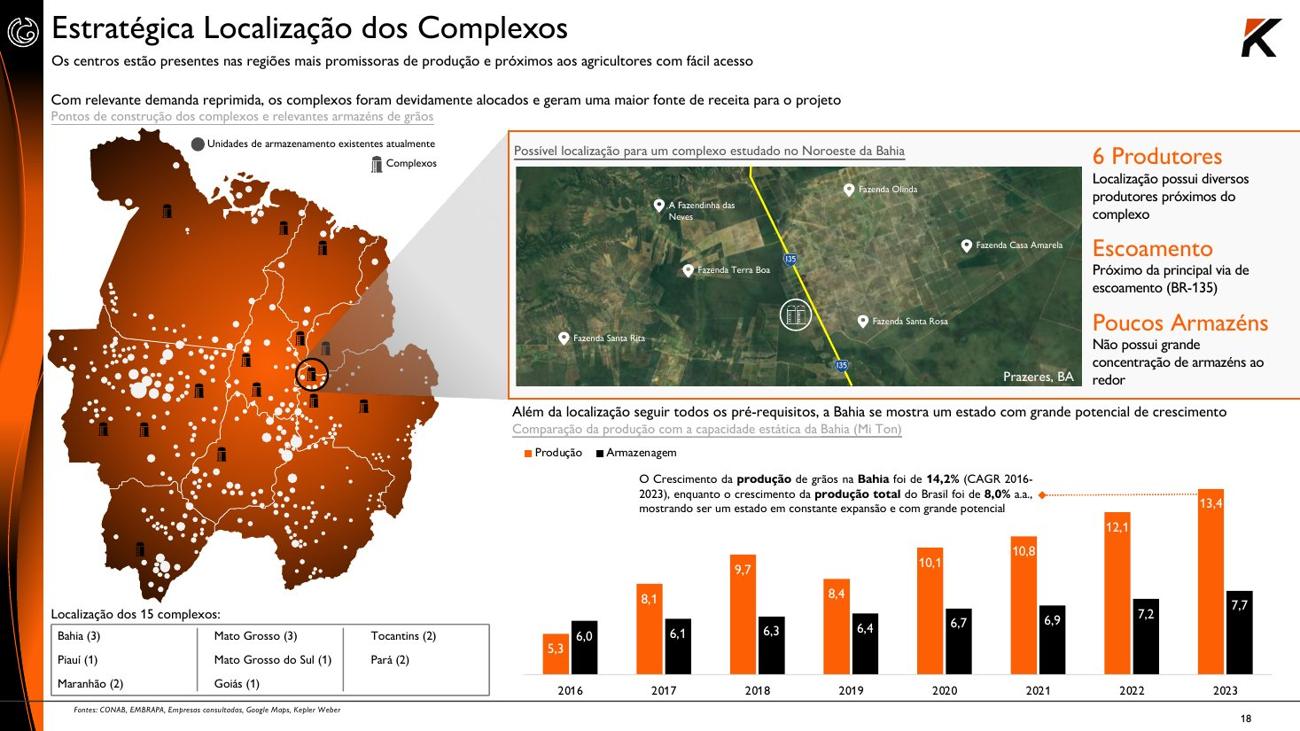 Estratégica Localização dos Complexos
Os centros estão presentes nas regiões mais promissoras de produção e próximos aos agricultores com fácil acesso
Com relevante demanda reprimida, os complexos foram devidamente alocados e geram uma maior fonte de receita para o projeto
Pontos de construção dos complexos e relevantes armazéns de grãos
Unidades de armazenamento existentes atualmente
Complexos
Possível localização para um complexo estudado no Noroeste da Bahia
Fazenda Olinda
A Fazendinha das
Neves
Fazenda Casa Amarela
135
Fazenda Terra Boa
Fazenda Santa Rosa
Fazenda Santa Rita
135
Prazeres, BA
6 Produtores
Localização possui diversos
produtores próximos do
complexo
Escoamento
Próximo da principal via de
escoamento (BR-135)
Poucos Armazéns
Não possui grande
concentração de armazéns ao
redor
Além da localização seguir todos os pré-requisitos, a Bahia se mostra um estado com grande potencial de crescimento
Comparação da produção com a capacidade estática da Bahia (Mi Ton)
Produção Armazenagem
O Crescimento da produção de grãos na Bahia foi de 14,2% (CAGR 2016-
2023), enquanto o crescimento da produção total do Brasil foi de 8,0% a.a.,
mostrando ser um estado em constante expansão e com grande potencial
5,3 6,0 8,1 6,1 9,7 6,3 8,4 6,4 10,1 6,7 10,8 6,9 12,1 7,2 13,4 7,7
2016 2017 2018 2019 2020 2021 2022 2023
Localização dos 15 complexos:
Bahia (3) Mato Grosso (3) Tocantins (2)
Piauí (1) Mato Grosso do Sul (1) Pará (2)
Maranhão (2) Goiás (1)
Fontes: CONAB, EMBRAPA, Empresas consultadas, Google Maps, Kepler Weber
18